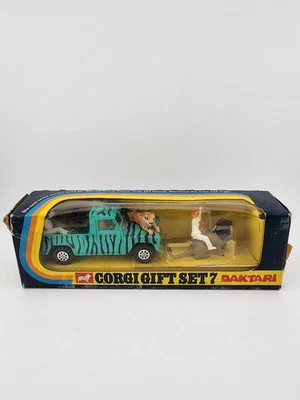 CORGI GIFT SET 7 DAKTARI